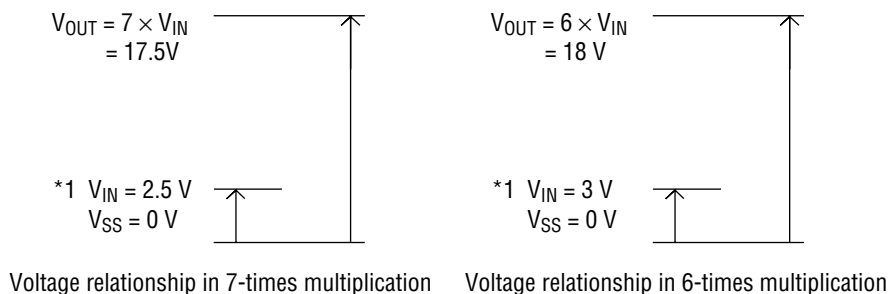 VOUT = 7 × VIN
= 17.5V
*1 VIN = 2.5 V
VSS = 0 V
Voltage relationship in 7-times multiplication
VOUT = 6 × VIN
= 18 V
*1 VIN = 3 V
VSS = 0 V
Voltage relationship in 6-times multiplication